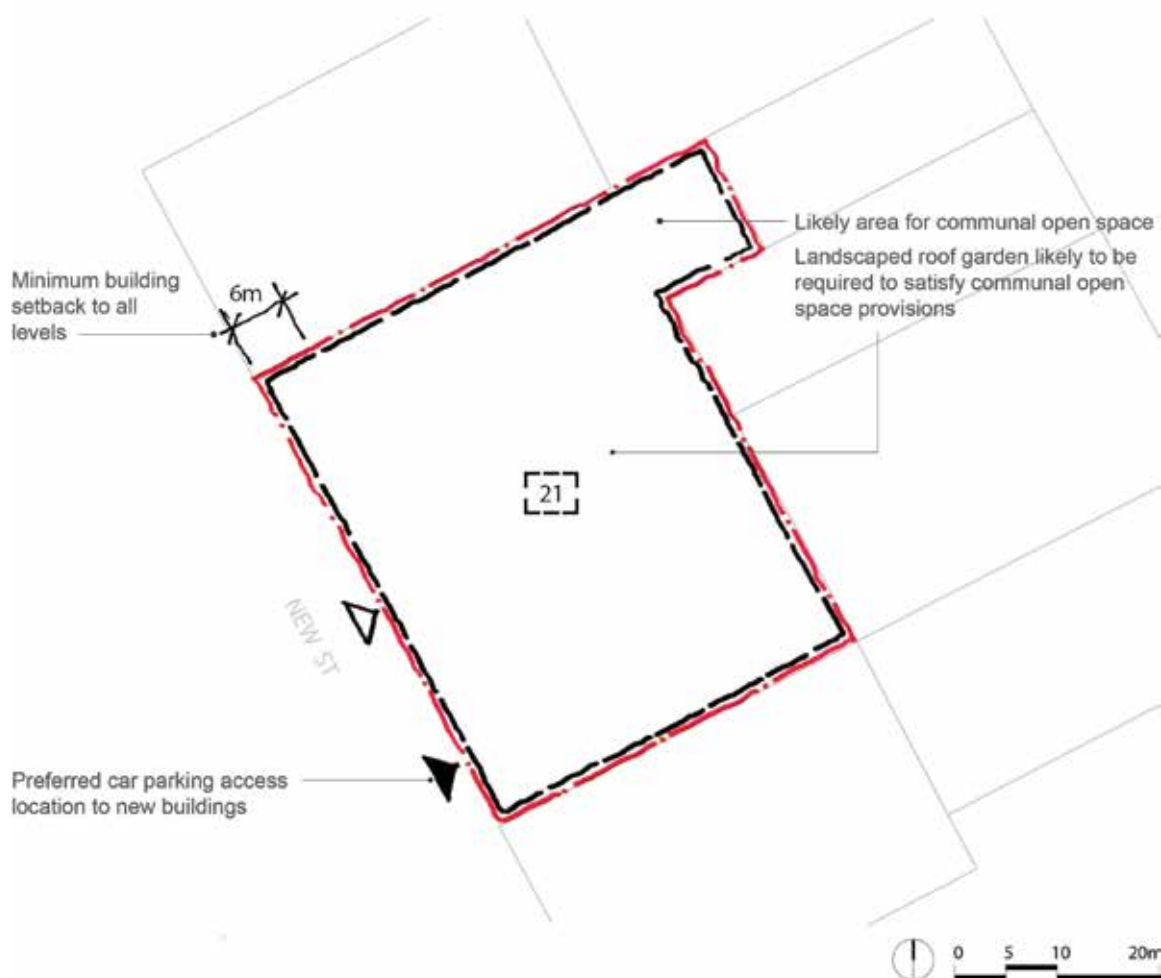 Likely area for communal open space
Landscaped roof garden likely to be
required to satisfy communal open
space provisions
Minimum building
setback to all
levels
6m
21
NEW ST
Preferred car parking access
location to new buildings
0 5 10 20m